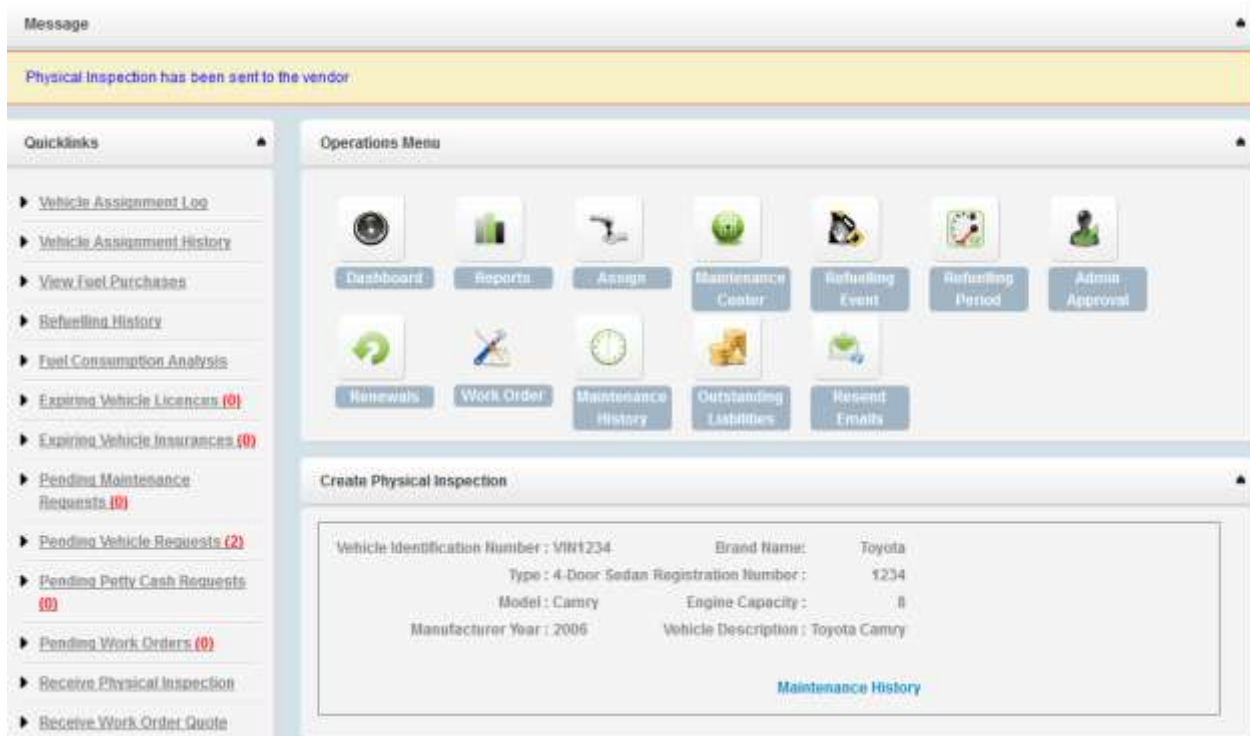 Message
Physical Inspection has been sent to the vendor
Quicklinks
Vehicle Assignment Log
Vehicle Assignment History
View Fuel Purchases
Refuelling History
Fuel Consumption Analysis
Expiring Vehicle Licences (0)
Expiring Vehicle Insurances (0)
Pending Maintenance
Requests (0)
Pending Vehicle Requests (2)
Pending Petty Cash Requests
(0)
Pending Work Orders (0)
Receive Physical Inspection
Receive Work Order Quote
Operations Menu
Dashboard
Reports
Assign
Maintenance
Center
Refuelling
Event
Refuelling
Period
Admin
Approval
Renewals
Work Order
Maintenance
History
Outstanding
Liabilities
Resend
Emails
Create Physical Inspection
Vehicle Identification Number : VIN1234 Brand Name: Toyota
Type : 4-Door Sedan Registration Number : 1234
Model : Camry Engine Capacity : 8
Manufacturer Year : 2006 Vehicle Description : Toyota Camry
Maintenance History